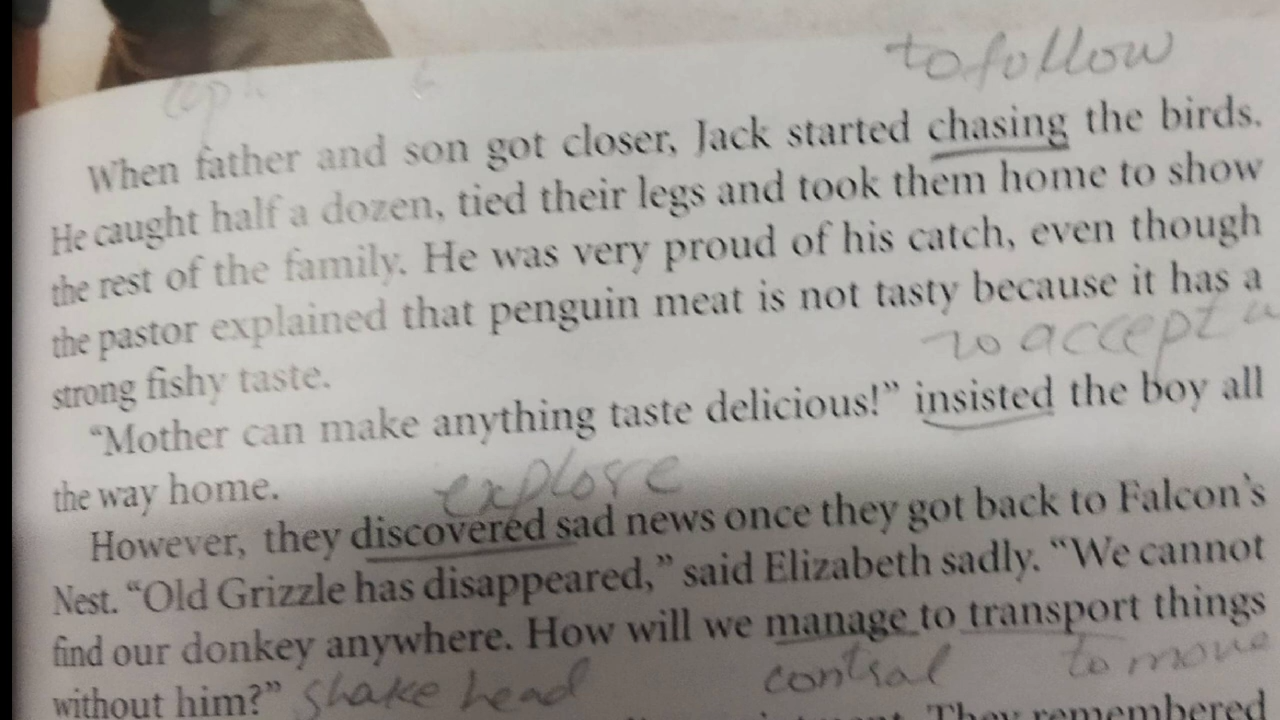 to follow
When father and son got closer, Jack started chasing the birds.
He caught half a dozen, tied their legs and took them home to show
the rest of the family. He was very proud of his catch, even though
the pastor explained that penguin meat is not tasty because it has a
to accept
strong fishy taste.
“Mother can make anything taste delicious!” insisted the boy all
the way home.
explore
However, they discovered sad news once they got back to Falcon's
Nest. “Old Grizzle has disappeared,” said Elizabeth sadly. “We cannot
find our donkey anywhere. How will we manage to transport things
without him?” shake head contral to move
They remembered